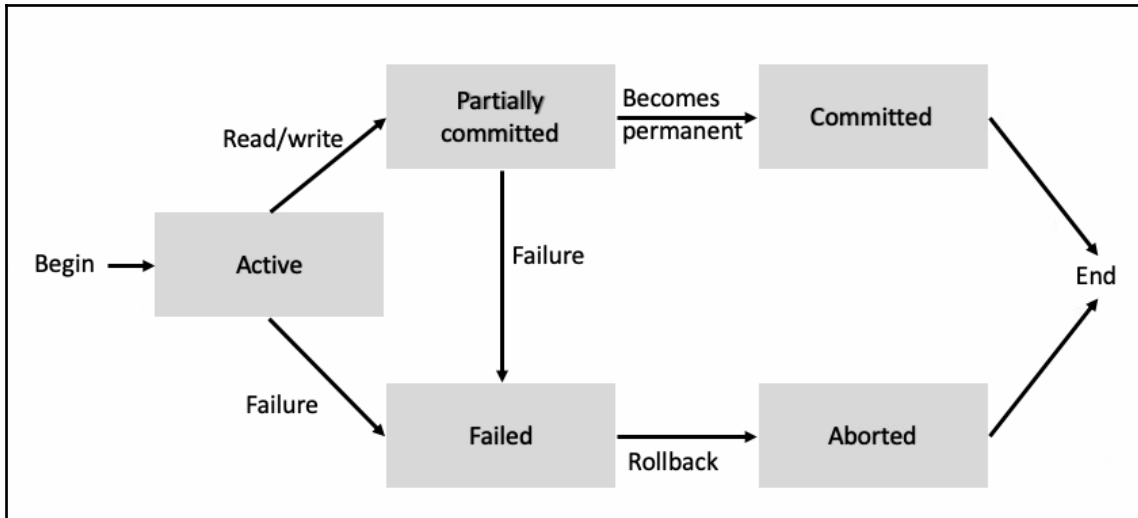 Partially
committed
Becomes
permanent
Committed
Read/write
Begin
Active
Failure
End
Failure
Failed
Rollback
Aborted